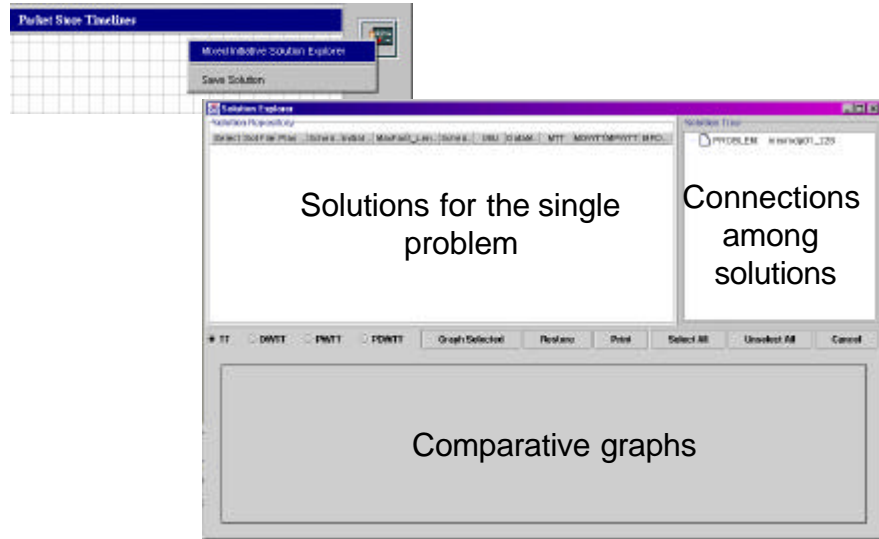 Packet Store Timelines
Mixed Initiative Solution Explorer
Save Solution
Solution Explorer
Solution Repository
Solution Tree
Select
MTT
PROBLEM
Solutions for the single
problem
Connections
among
solutions
TT DWTT PWTT PDWTT Graph Selected Restore Print Select All Unselect All Cancel
Comparative graphs